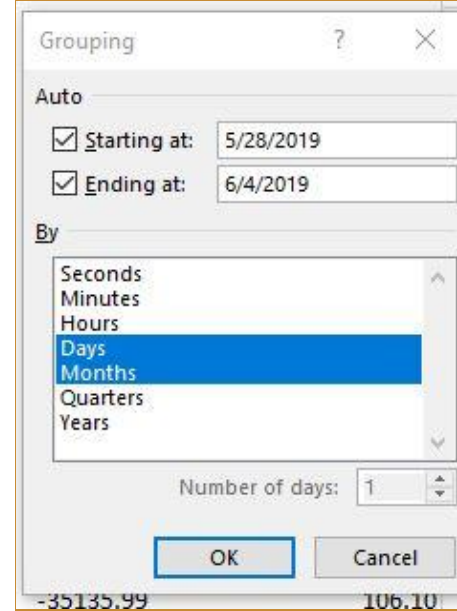 Grouping ?
Auto
Starting at: 5/28/2019
Ending at: 6/4/2019
By
Seconds
Minutes
Hours
Days
Months
Quarters
Years
Number of days: 1
OK Cancel
-35135.99 106.10